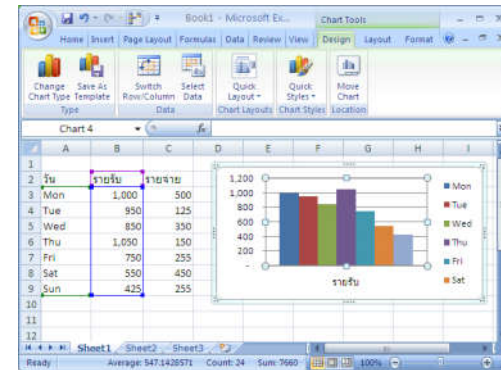 Book1 - Microsoft Ex... Chart Tools
Home Insert Page Layout Formulas Data Review View Design Layout Format
Change Chart Type Save As Template Switch Row/Column Select Data Quick Layout Quick Styles Move Chart
Type Data Chart Layouts Chart Styles Location
Chart 4 fx
A B C D E F G H I
1
2 วัน รายรับ รายจ่าย
3 Mon 1,000 500
4 Tue 950 125
5 Wed 850 350
6 Thu 1,050 150
7 Fri 750 255
8 Sat 550 450
9 Sun 425 255
10
11
12
1,200
1,000
800
600
400
200
-
รายรับ
Mon
Tue
Wed
Thu
Fri
Sat
Sheet1 Sheet2 Sheet3
Ready Average: 547.1428571 Count: 24 Sum: 7660 100%